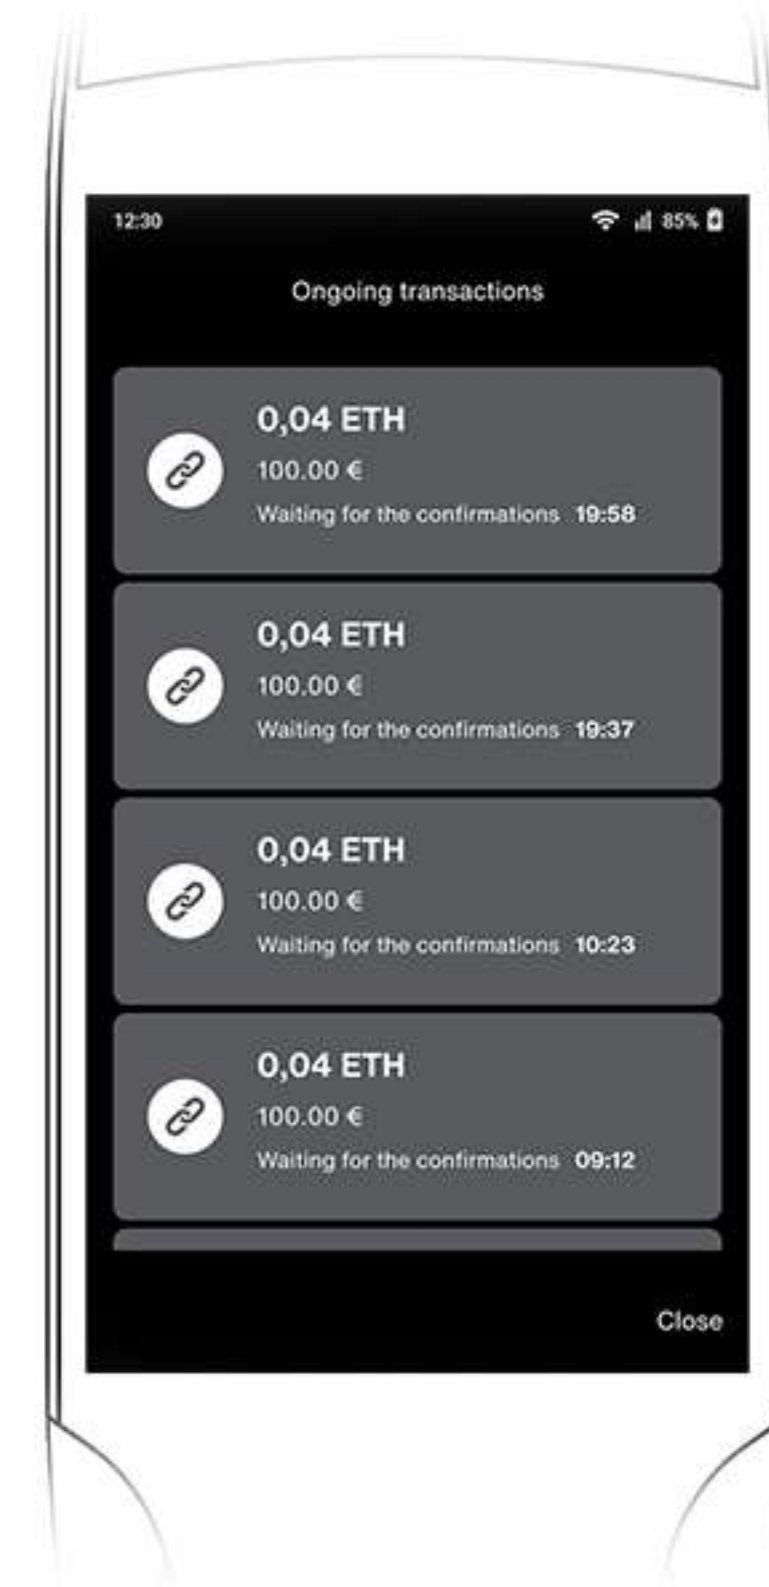 12:30 85%
Ongoing transactions
0,04 ETH
100.00 €
Waiting for the confirmations 19:58
0,04 ETH
100.00 €
Waiting for the confirmations 19:37
0,04 ETH
100.00 €
Waiting for the confirmations 10:23
0,04 ETH
100.00 €
Waiting for the confirmations 09:12
Close